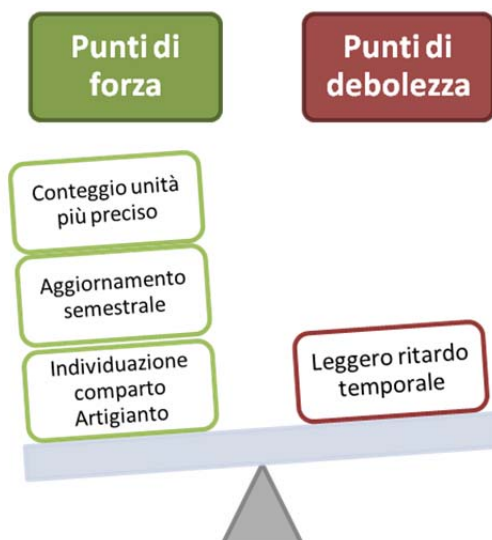 Punti di
forza
Punti di
debolezza
Conteggio unità
più preciso
Aggiornamento
semestrale
Individuazione
comparto
Artigianto
Leggero ritardo
temporale